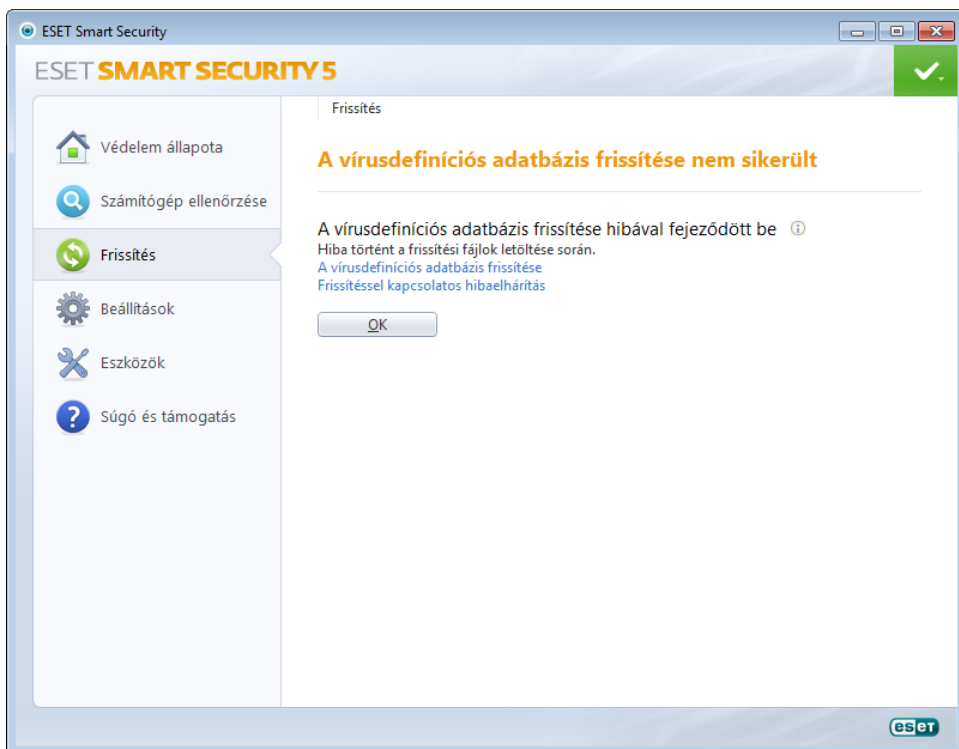 ESET Smart Security
ESET SMART SECURITY 5
Védelem állapota
Számítógép ellenőrzése
Frissítés
Beállítások
Eszközök
Súgó és támogatás
Frissítés
A vírusdefiníciós adatbázis frissítése nem sikerült
A vírusdefiníciós adatbázis frissítése hibával fejeződött be
Hiba történt a frissítési fájlok letöltése során.
A vírusdefiníciós adatbázis frissítése
Frissítéssel kapcsolatos hibaelhárítás
OK
eseT